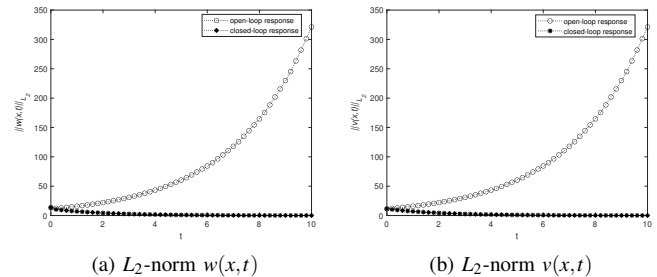 350
300
250
200
150
100
50
0
||w(x,t)||L2
open-loop response
closed-loop response
0 2 4 6 8 10
t
(a) L2-norm w(x,t)
350
300
250
200
150
100
50
0
||v(x,t)||L2
open-loop response
closed-loop response
0 2 4 6 8 10
t
(b) L2-norm v(x,t)